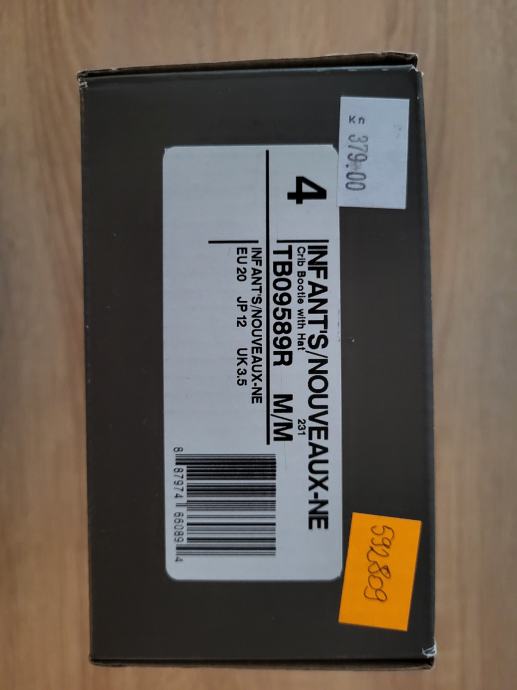 Kn 379.00
4
INFANT'S/NOUVEAUX-NE
Crib Bootie with Hat 231
TB09589R M/M
INFANT'S/NOUVEAUX-NE
EU 20 JP 12 UK 3.5
8 87974 66089 4
592809